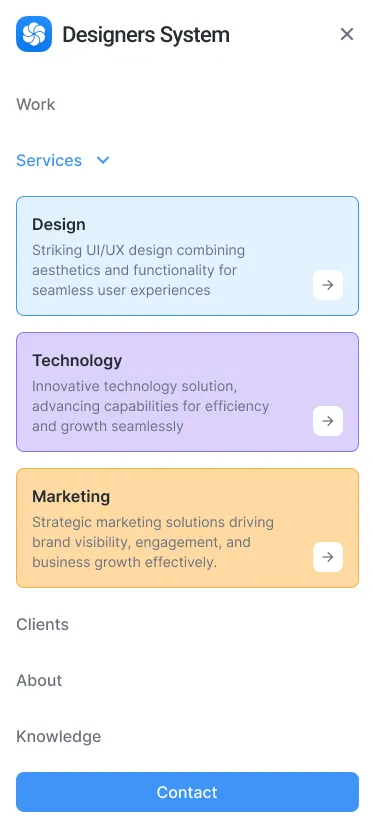 Designers System
Work
Services
Design
Striking UI/UX design combining
aesthetics and functionality for
seamless user experiences
Technology
Innovative technology solution,
advancing capabilities for efficiency
and growth seamlessly
Marketing
Strategic marketing solutions driving
brand visibility, engagement, and
business growth effectively.
Clients
About
Knowledge
Contact